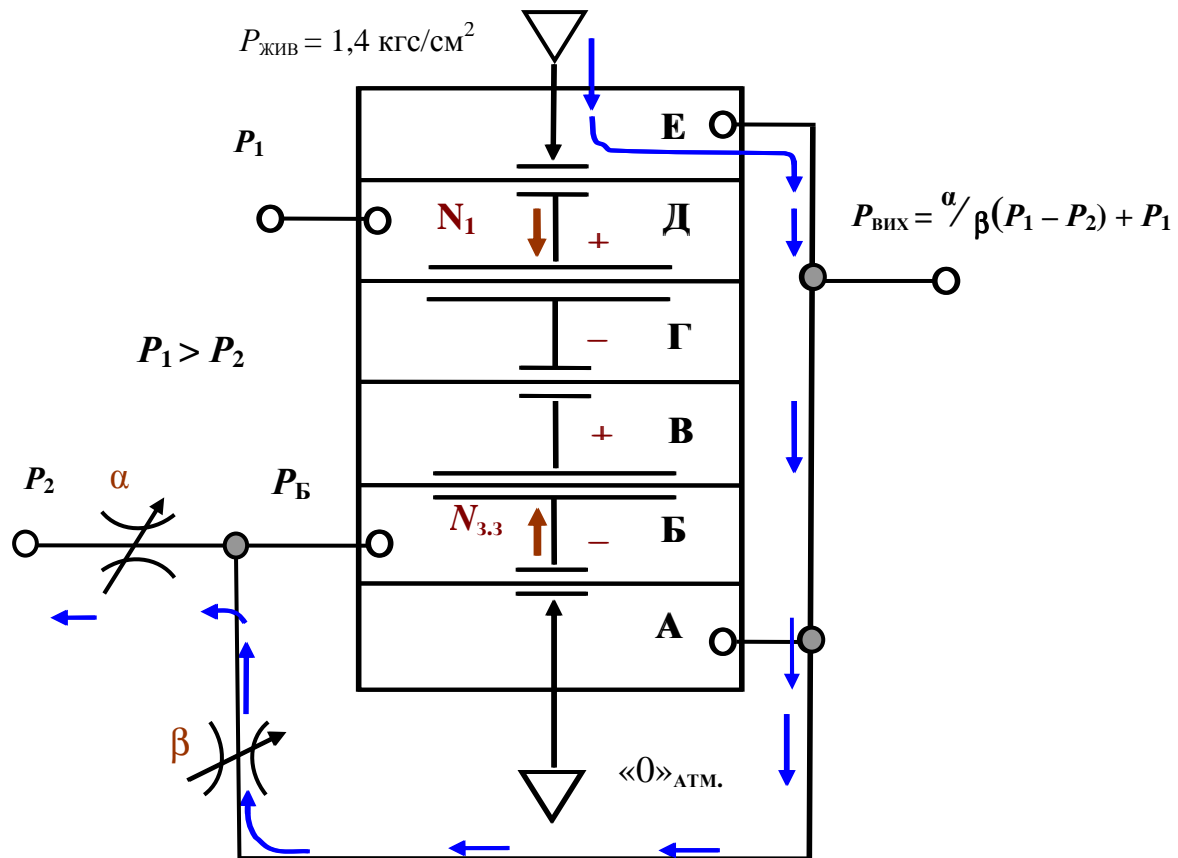 Pжив = 1,4 кгс/см²
Е
P₁
N₁
Д
+
Pвих = α/β(P₁ – P₂) + P₁
P₁ > P₂
Г
–
В
+
P₂
α
PБ
Nз.з
Б
–
А
β
«0»АТМ.